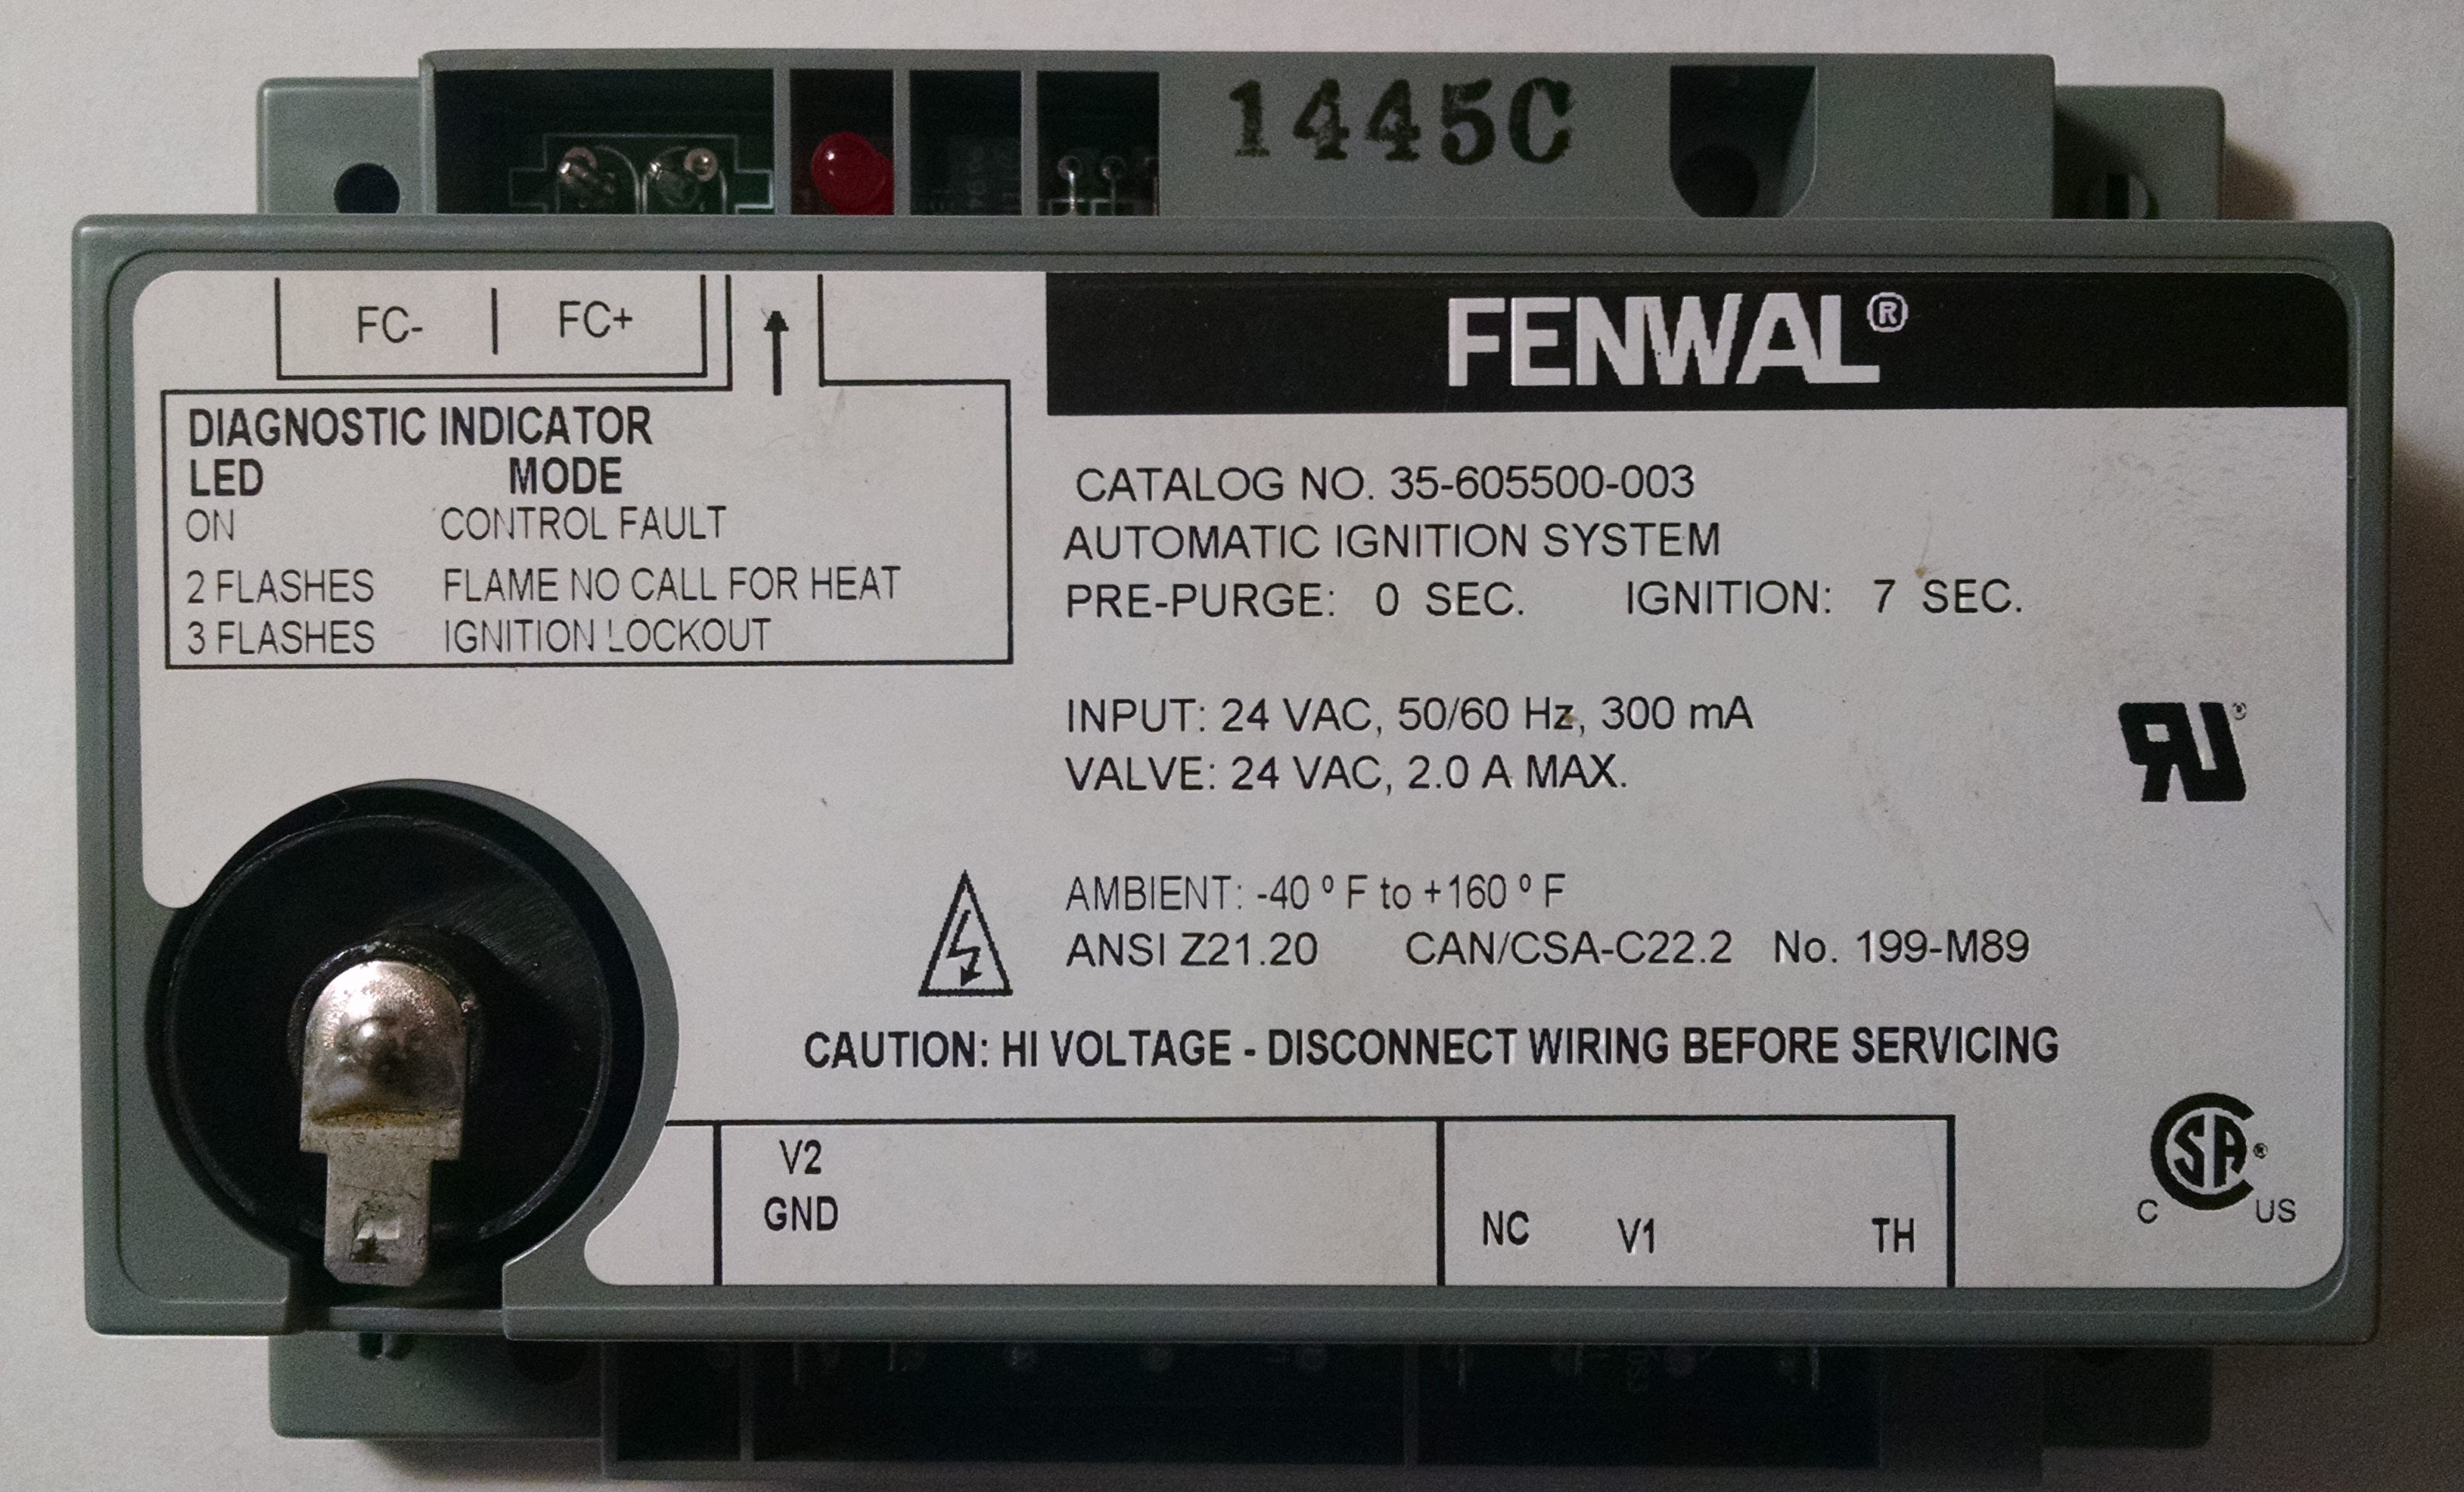 1445C
FC- | FC+
FENWAL®
DIAGNOSTIC INDICATOR
LED MODE
ON CONTROL FAULT
2 FLASHES FLAME NO CALL FOR HEAT
3 FLASHES IGNITION LOCKOUT
CATALOG NO. 35-605500-003
AUTOMATIC IGNITION SYSTEM
PRE-PURGE: 0 SEC. IGNITION: 7 SEC.
INPUT: 24 VAC, 50/60 Hz, 300 mA
VALVE: 24 VAC, 2.0 A MAX.
AMBIENT: -40 º F to +160 º F
ANSI Z21.20 CAN/CSA-C22.2 No. 199-M89
CAUTION: HI VOLTAGE - DISCONNECT WIRING BEFORE SERVICING
V2
GND
NC V1 TH
CSA®
C US